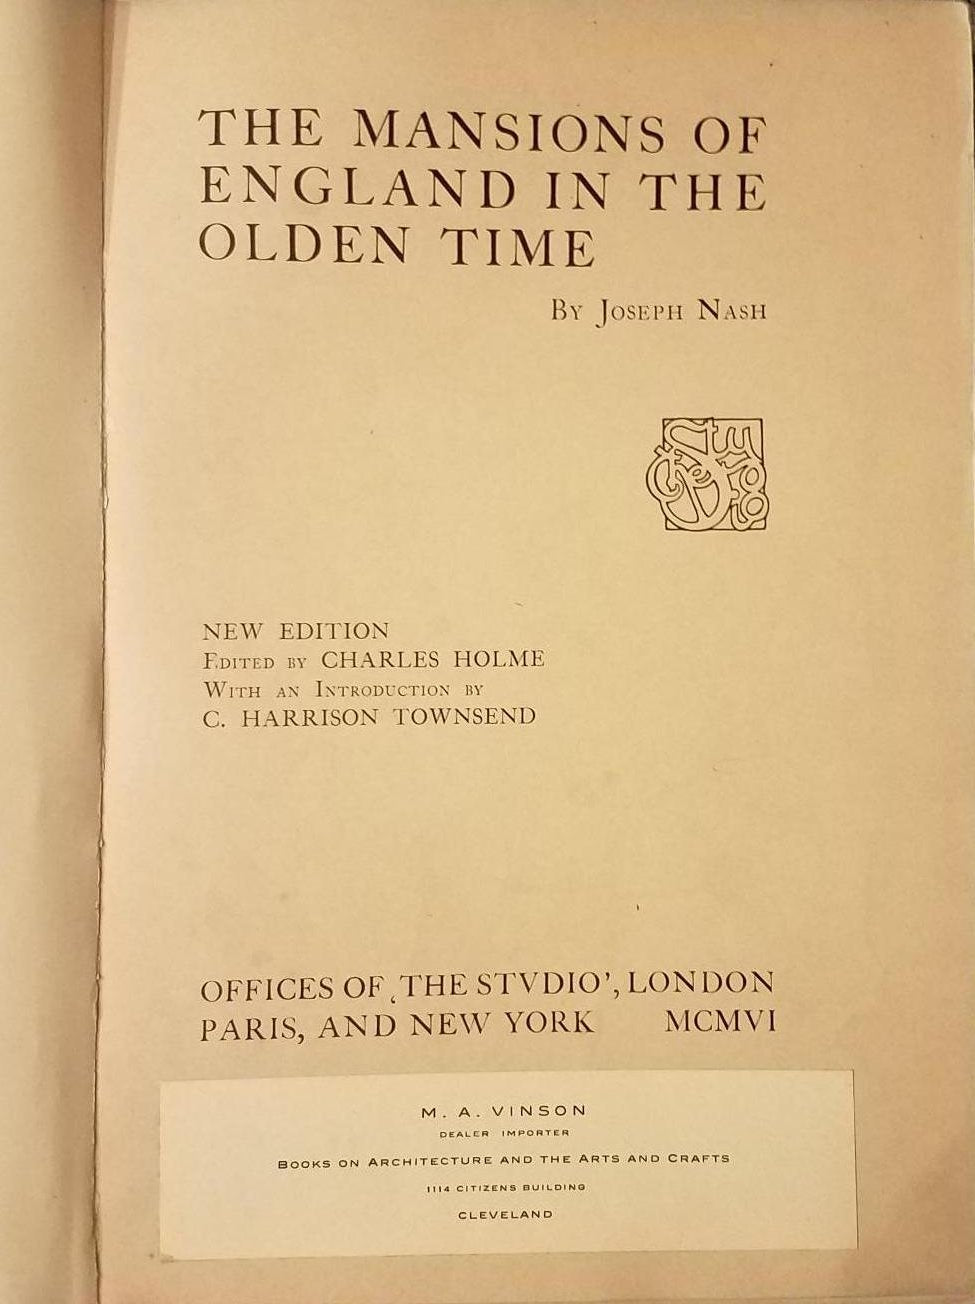 THE MANSIONS OF
ENGLAND IN THE
OLDEN TIME
By Joseph Nash
NEW EDITION
Edited by CHARLES HOLME
With an Introduction by
C. HARRISON TOWNSEND
OFFICES OF ‚THE STVDIO’, LONDON
PARIS, AND NEW YORK MCMVI
M. A. VINSON
DEALER IMPORTER
BOOKS ON ARCHITECTURE AND THE ARTS AND CRAFTS
1114 CITIZENS BUILDING
CLEVELAND